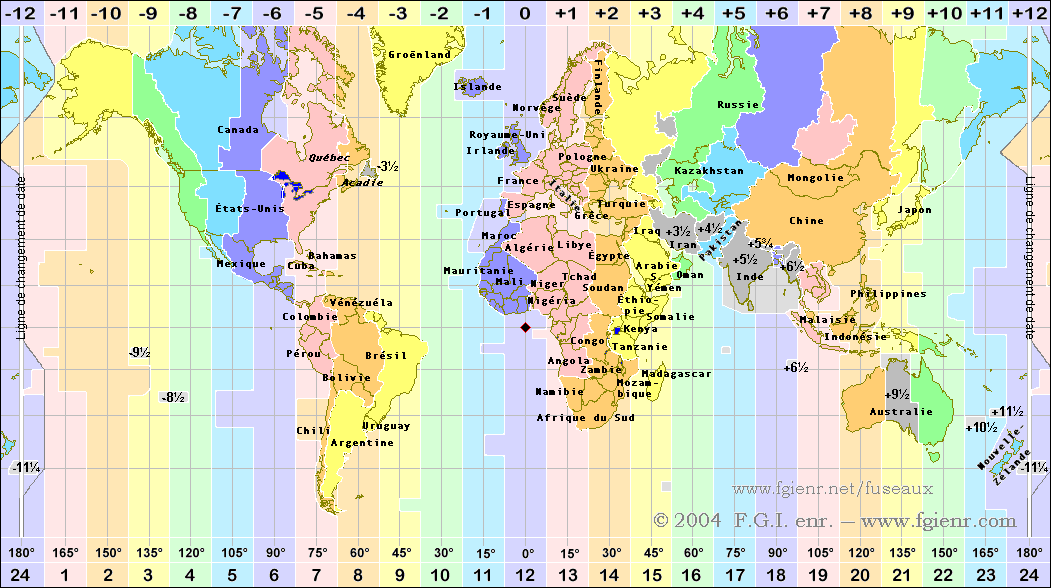 -12 -11 -10 -9 -8 -7 -6 -5 -4 -3 -2 -1 0 +1 +2 +3 +4 +5 +6 +7 +8 +9 +10 +11 +12
Groënland
Islande
Finlande
Suède
Norvège
Russie
Canada
Royaume-Uni
Irlande
Québec
-3½
Acadie
Pologne
Ukraine
Kazakhstan
Mongolie
France
Italie
Espagne
Portugal
Grèce
Turquie
États-Unis
Chine
Japon
Ligne de changement de date
Ligne de changement de date
Maroc
Algérie
Libye
Égypte
Iraq
+3½
Iran
+4½
Pakistan
+5¾
+5½
Inde
+6½
Mexique
Cuba
Bahamas
Mauritanie
Mali
Niger
Tchad
Soudan
Arabie
S.
Yémen
Oman
Vénézuéla
Colombie
Nigéria
Éthio-
pie
Somalie
Philippines
Malaisie
Indonésie
Kenya
Congo
Tanzanie
Pérou
Brésil
Bolivie
Angola
Zambie
Mozam-
bique
Madagascar
Namibie
Afrique du Sud
-9½
-8½
+6½
+9½
Australie
+11½
+10½
Chili
Uruguay
Argentine
Nouvelle-
Zélande
-11¼
-11¼
www.fgienr.net/fuseaux
© 2004 F.G.I. enr. – www.fgienr.com
180° 165° 150° 135° 120° 105° 90° 75° 60° 45° 30° 15° 0° 15° 30° 45° 60° 75° 90° 105° 120° 135° 150° 165° 180°
24 1 2 3 4 5 6 7 8 9 10 11 12 13 14 15 16 17 18 19 20 21 22 23 24